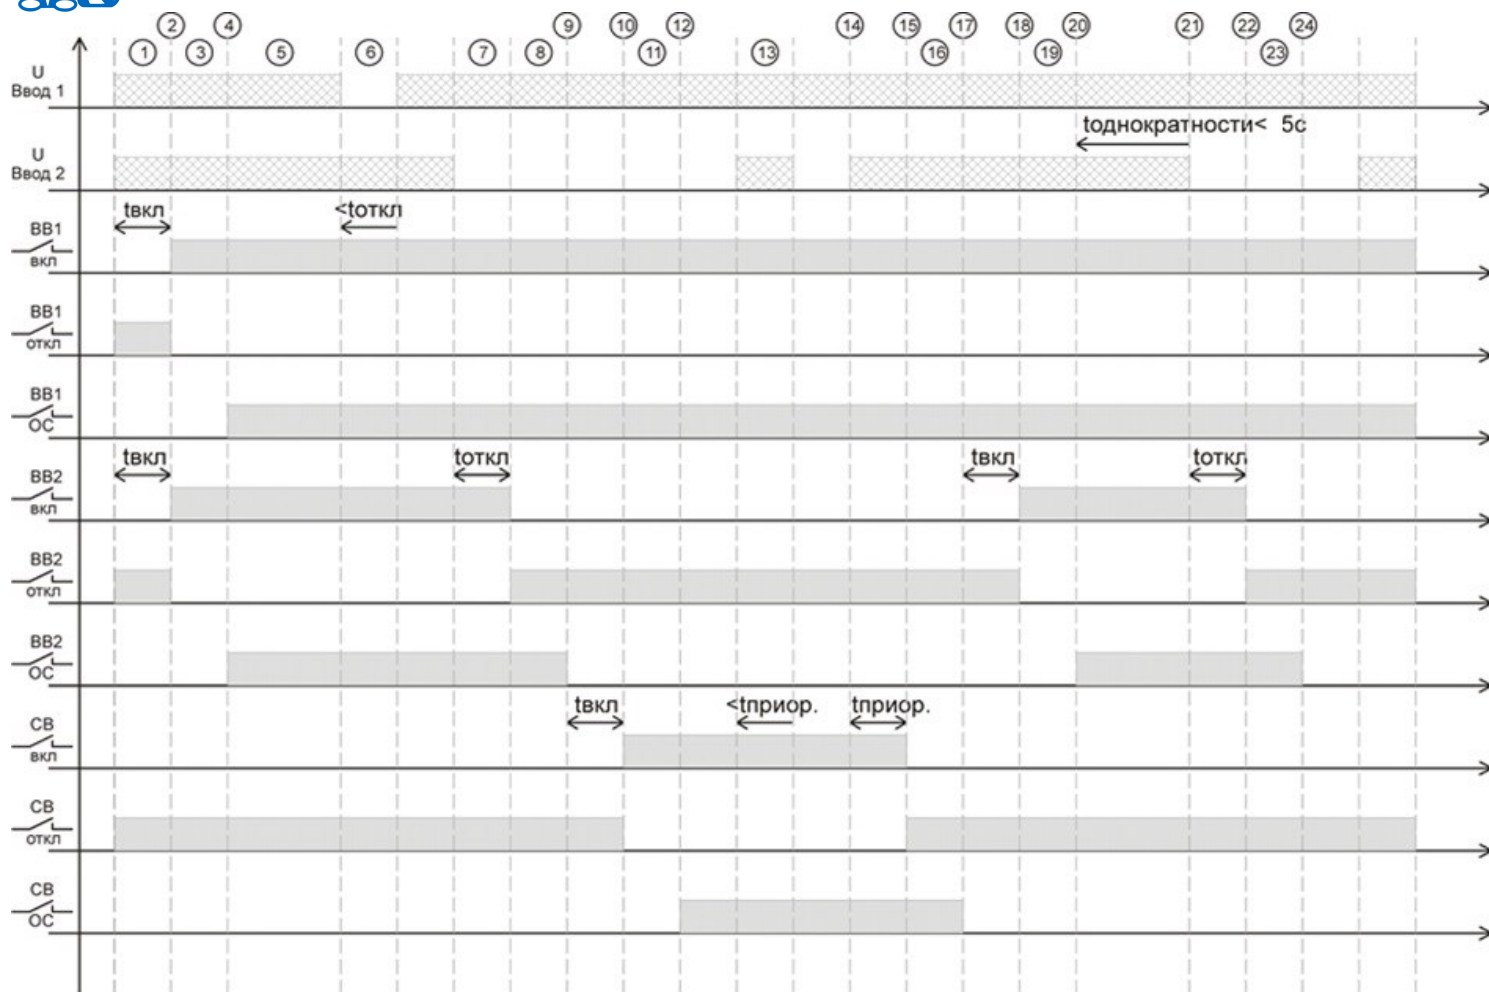 ② ④ ⑨ ⑩ ⑫ ⑭ ⑮ ⑰ ⑱ ⑳ ㉑ ㉒ ㉔
① ③ ⑤ ⑥ ⑦ ⑧ ⑪ ⑬ ⑯ ⑲ ㉓
U
Ввод 1
tоднократности< 5с
U
Ввод 2
tвкл <tоткл
ВВ1
вкл
ВВ1
откл
ВВ1
ОС
tвкл tоткл tвкл tоткл
ВВ2
вкл
ВВ2
откл
ВВ2
ОС
tвкл <tприор. tприор.
СВ
вкл
СВ
откл
СВ
ОС